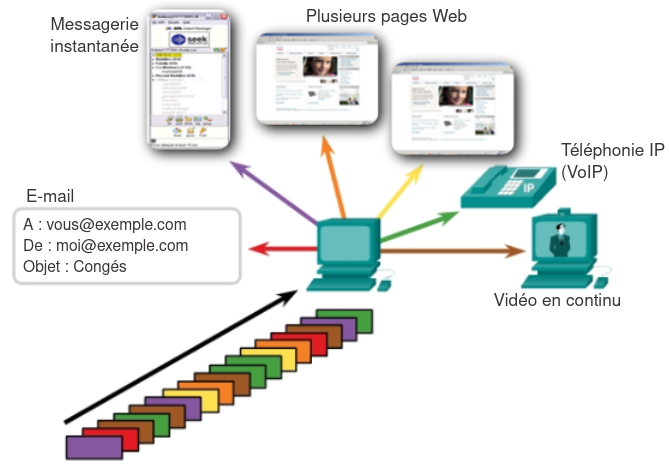 Messagerie
instantanée
Plusieurs pages Web
seek
Téléphonie IP
(VoIP)
IP
E-mail
A : vous@exemple.com
De : moi@exemple.com
Objet : Congés
Vidéo en continu